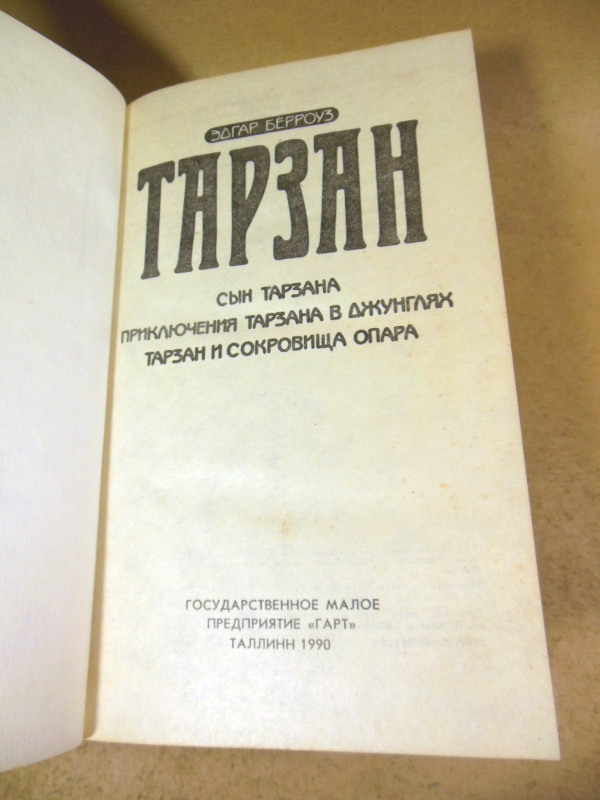 ЭДГАР БЕРРОУЗ
ТАРЗАН
СЫН ТАРЗАНА
ПРИКЛЮЧЕНИЯ ТАРЗАНА В ДЖУНГЛЯХ
ТАРЗАН И СОКРОВИЩА ОПАРА
ГОСУДАРСТВЕННОЕ МАЛОЕ
ПРЕДПРИЯТИЕ «ГАРТ»
ТАЛЛИНН 1990